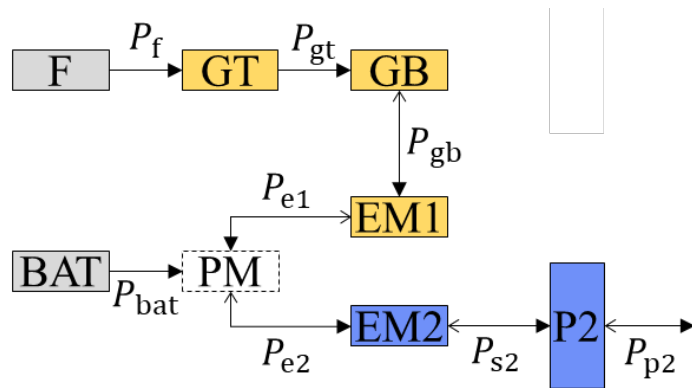 P_f P_gt
F GT GB
P_gb
P_e1
EM1
BAT PM
P_bat
EM2 P2
P_e2 P_s2 P_p2